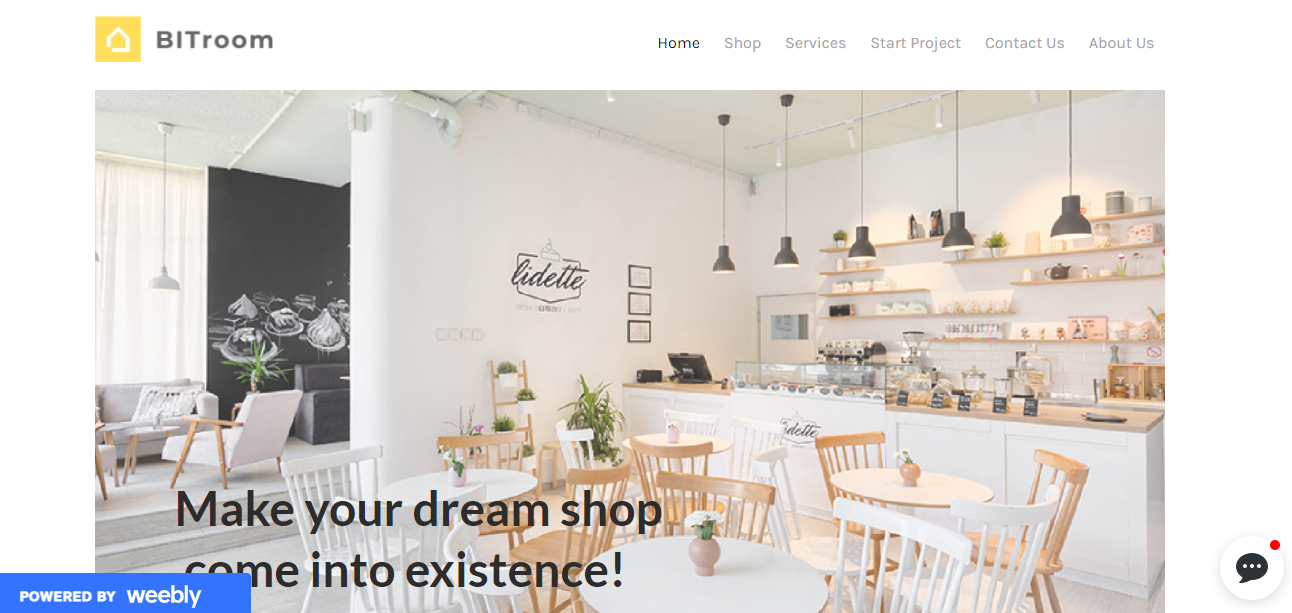 BITroom
Home Shop Services Start Project Contact Us About Us
lidette
lidette
Make your dream shop
come into existence!
POWERED BY weebly